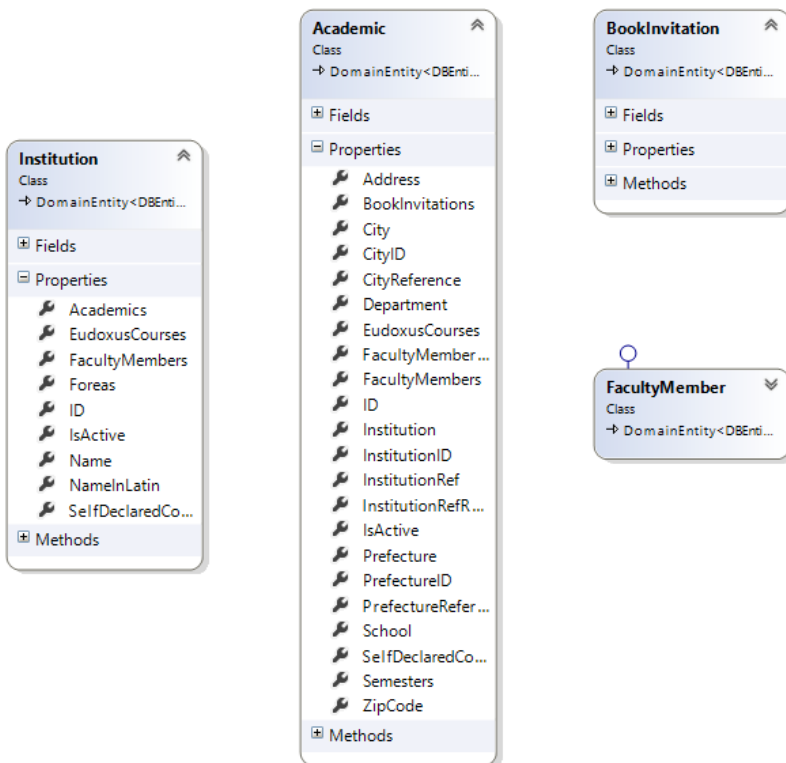 Institution
Class
DomainEntity<DBEnti...
Fields
Properties
Academics
EudoxusCourses
FacultyMembers
Foreas
ID
IsActive
Name
NameInLatin
SelfDeclaredCo...
Methods
Academic
Class
DomainEntity<DBEnti...
Fields
Properties
Address
BookInvitations
City
CityID
CityReference
Department
EudoxusCourses
FacultyMember...
FacultyMembers
ID
Institution
InstitutionID
InstitutionRef
InstitutionRefR...
IsActive
Prefecture
PrefectureID
PrefectureRefer...
School
SelfDeclaredCo...
Semesters
ZipCode
Methods
BookInvitation
Class
DomainEntity<DBEnti...
Fields
Properties
Methods
FacultyMember
Class
DomainEntity<DBEnti...